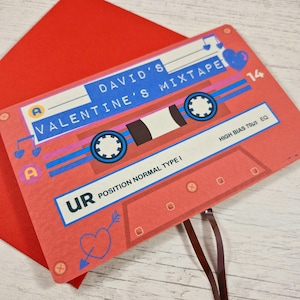 DAVID'S
VALENTINE'S MIXTAPE
A
14
A
HIGH BIAS 70μS EQ
UR POSITION NORMAL TYPE I